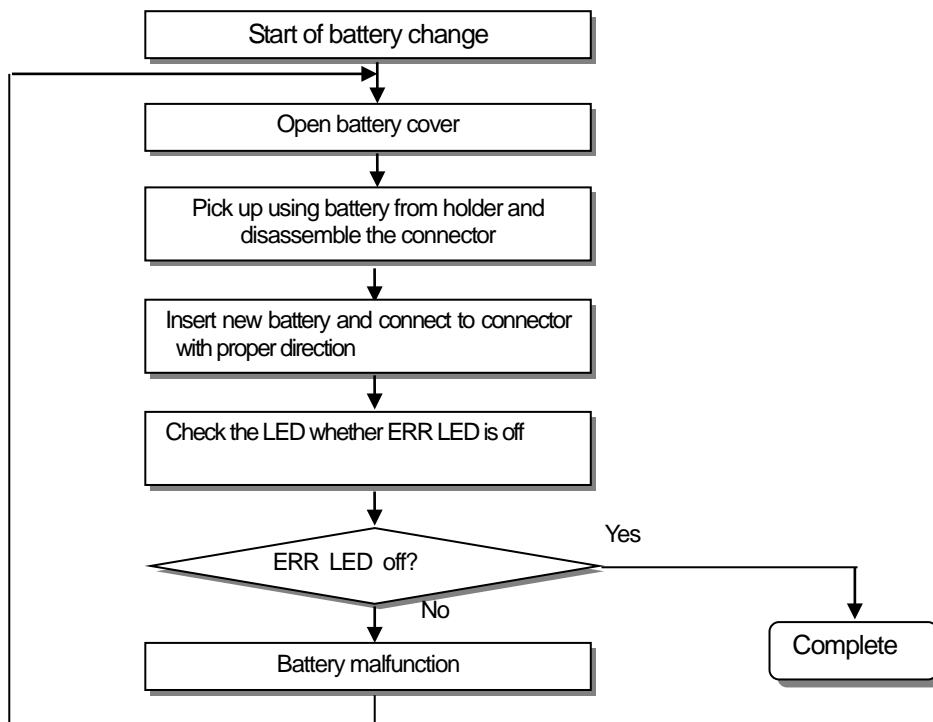 Start of battery change
Open battery cover
Pick up using battery from holder and
disassemble the connector
Insert new battery and connect to connector
with proper direction
Check the LED whether ERR LED is off
ERR LED off?
Yes
No
Complete
Battery malfunction